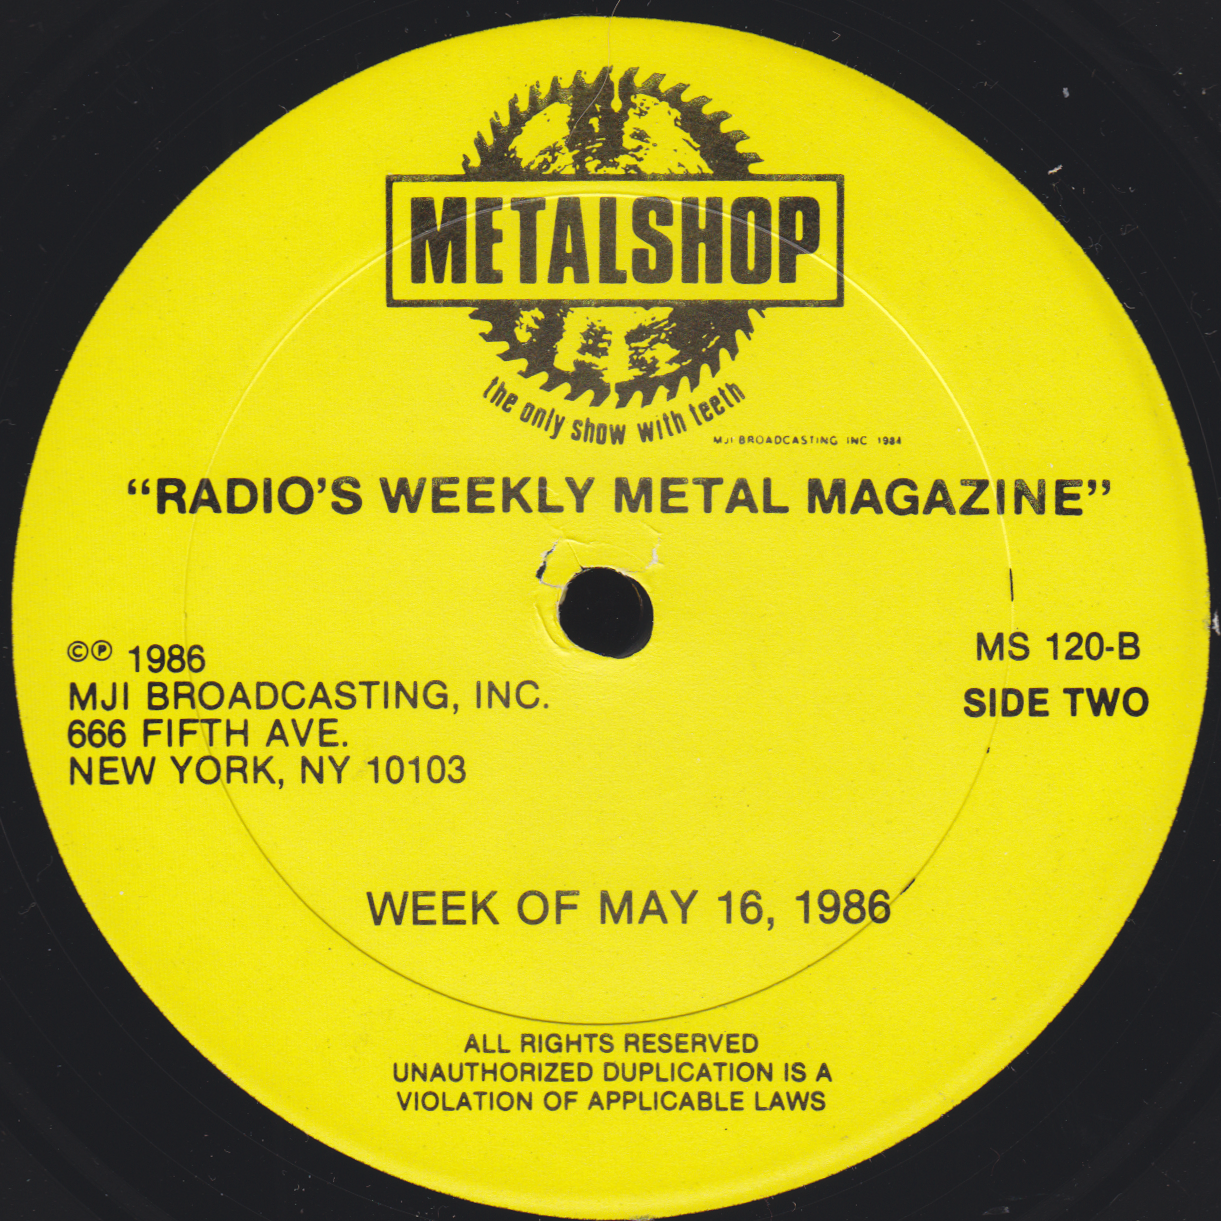 METALSHOP
the only show with teeth
MJI BROADCASTING INC 1984
“RADIO’S WEEKLY METAL MAGAZINE”
©℗ 1986
MJI BROADCASTING, INC.
666 FIFTH AVE.
NEW YORK, NY 10103
MS 120-B
SIDE TWO
WEEK OF MAY 16, 1986
ALL RIGHTS RESERVED
UNAUTHORIZED DUPLICATION IS A
VIOLATION OF APPLICABLE LAWS